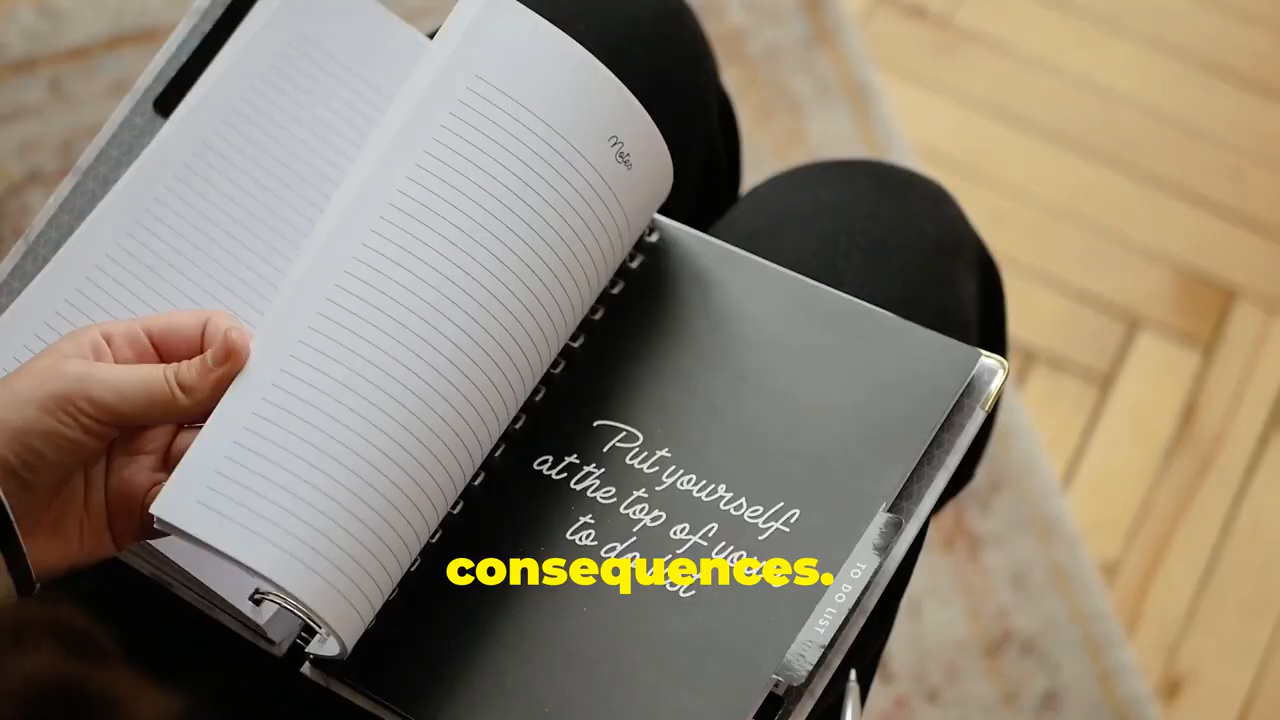 Notes
Put yourself
at the top of your
to do list
consequences.
TO DO LIST